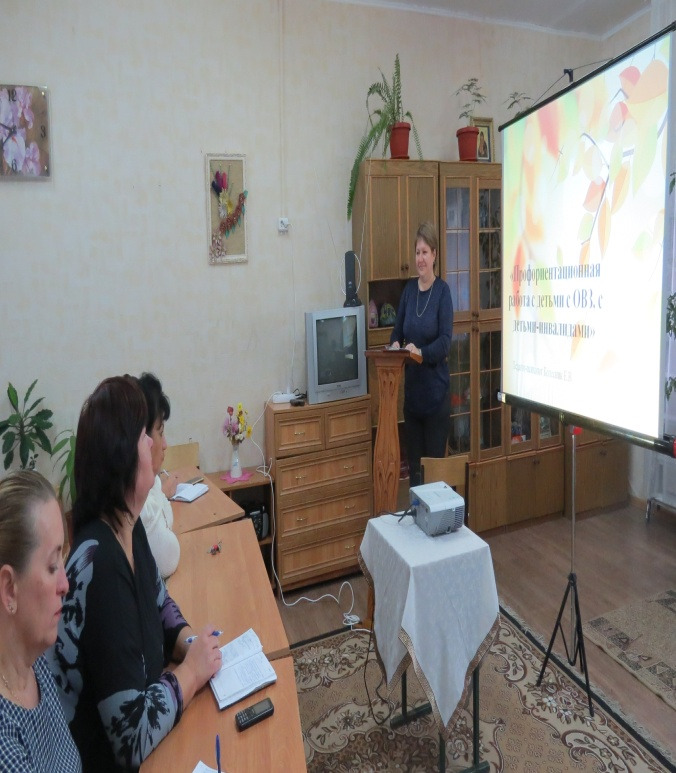 «Профориентационная
работа с детьми с ОВЗ, с
детьми-инвалидами»